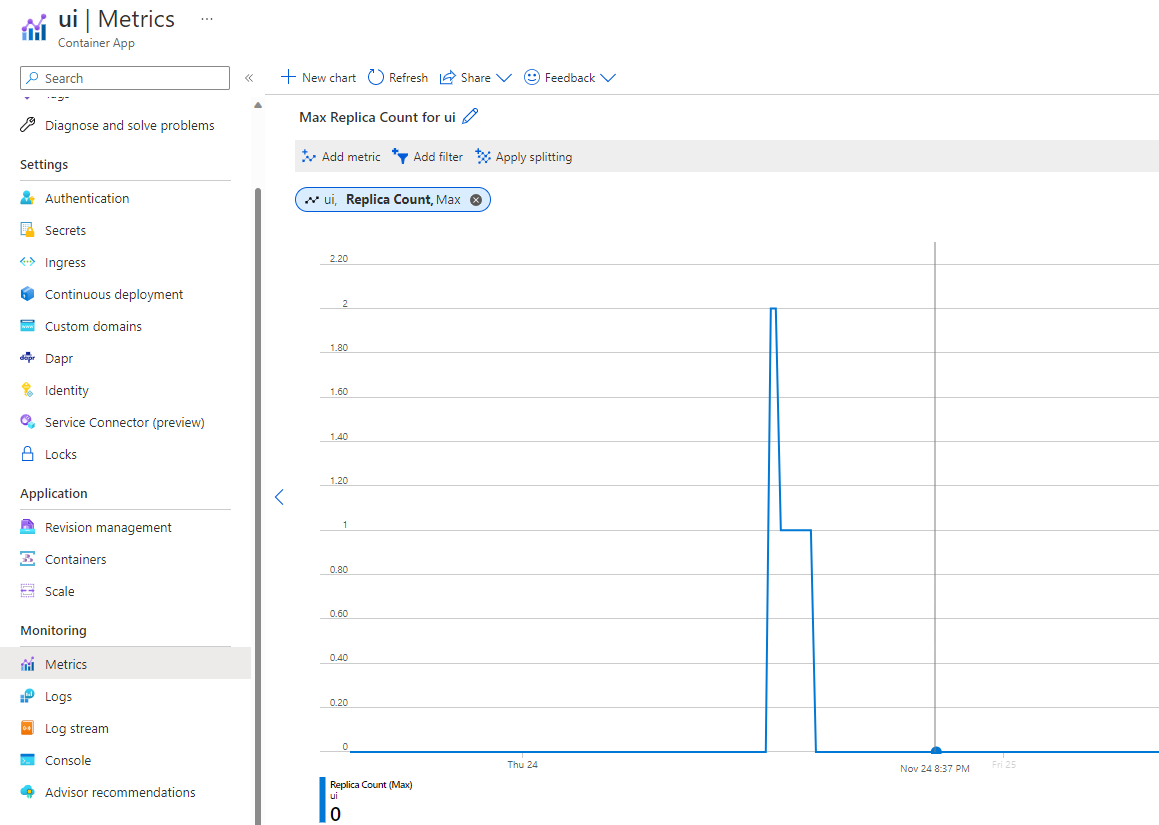 ui | Metrics ...
Container App
Search
«
New chart Refresh Share Feedback
Tags
Diagnose and solve problems
Settings
Authentication
Secrets
Ingress
Continuous deployment
Custom domains
Dapr
Identity
Service Connector (preview)
Locks
Application
Revision management
Containers
Scale
Monitoring
Metrics
Logs
Log stream
Console
Advisor recommendations
Max Replica Count for ui
Add metric Add filter Apply splitting
ui, Replica Count, Max
2.20
2
1.80
1.60
1.40
1.20
1
0.80
0.60
0.40
0.20
0
Thu 24 Nov 24 8:37 PM Fri 25
Replica Count (Max)
ui
0